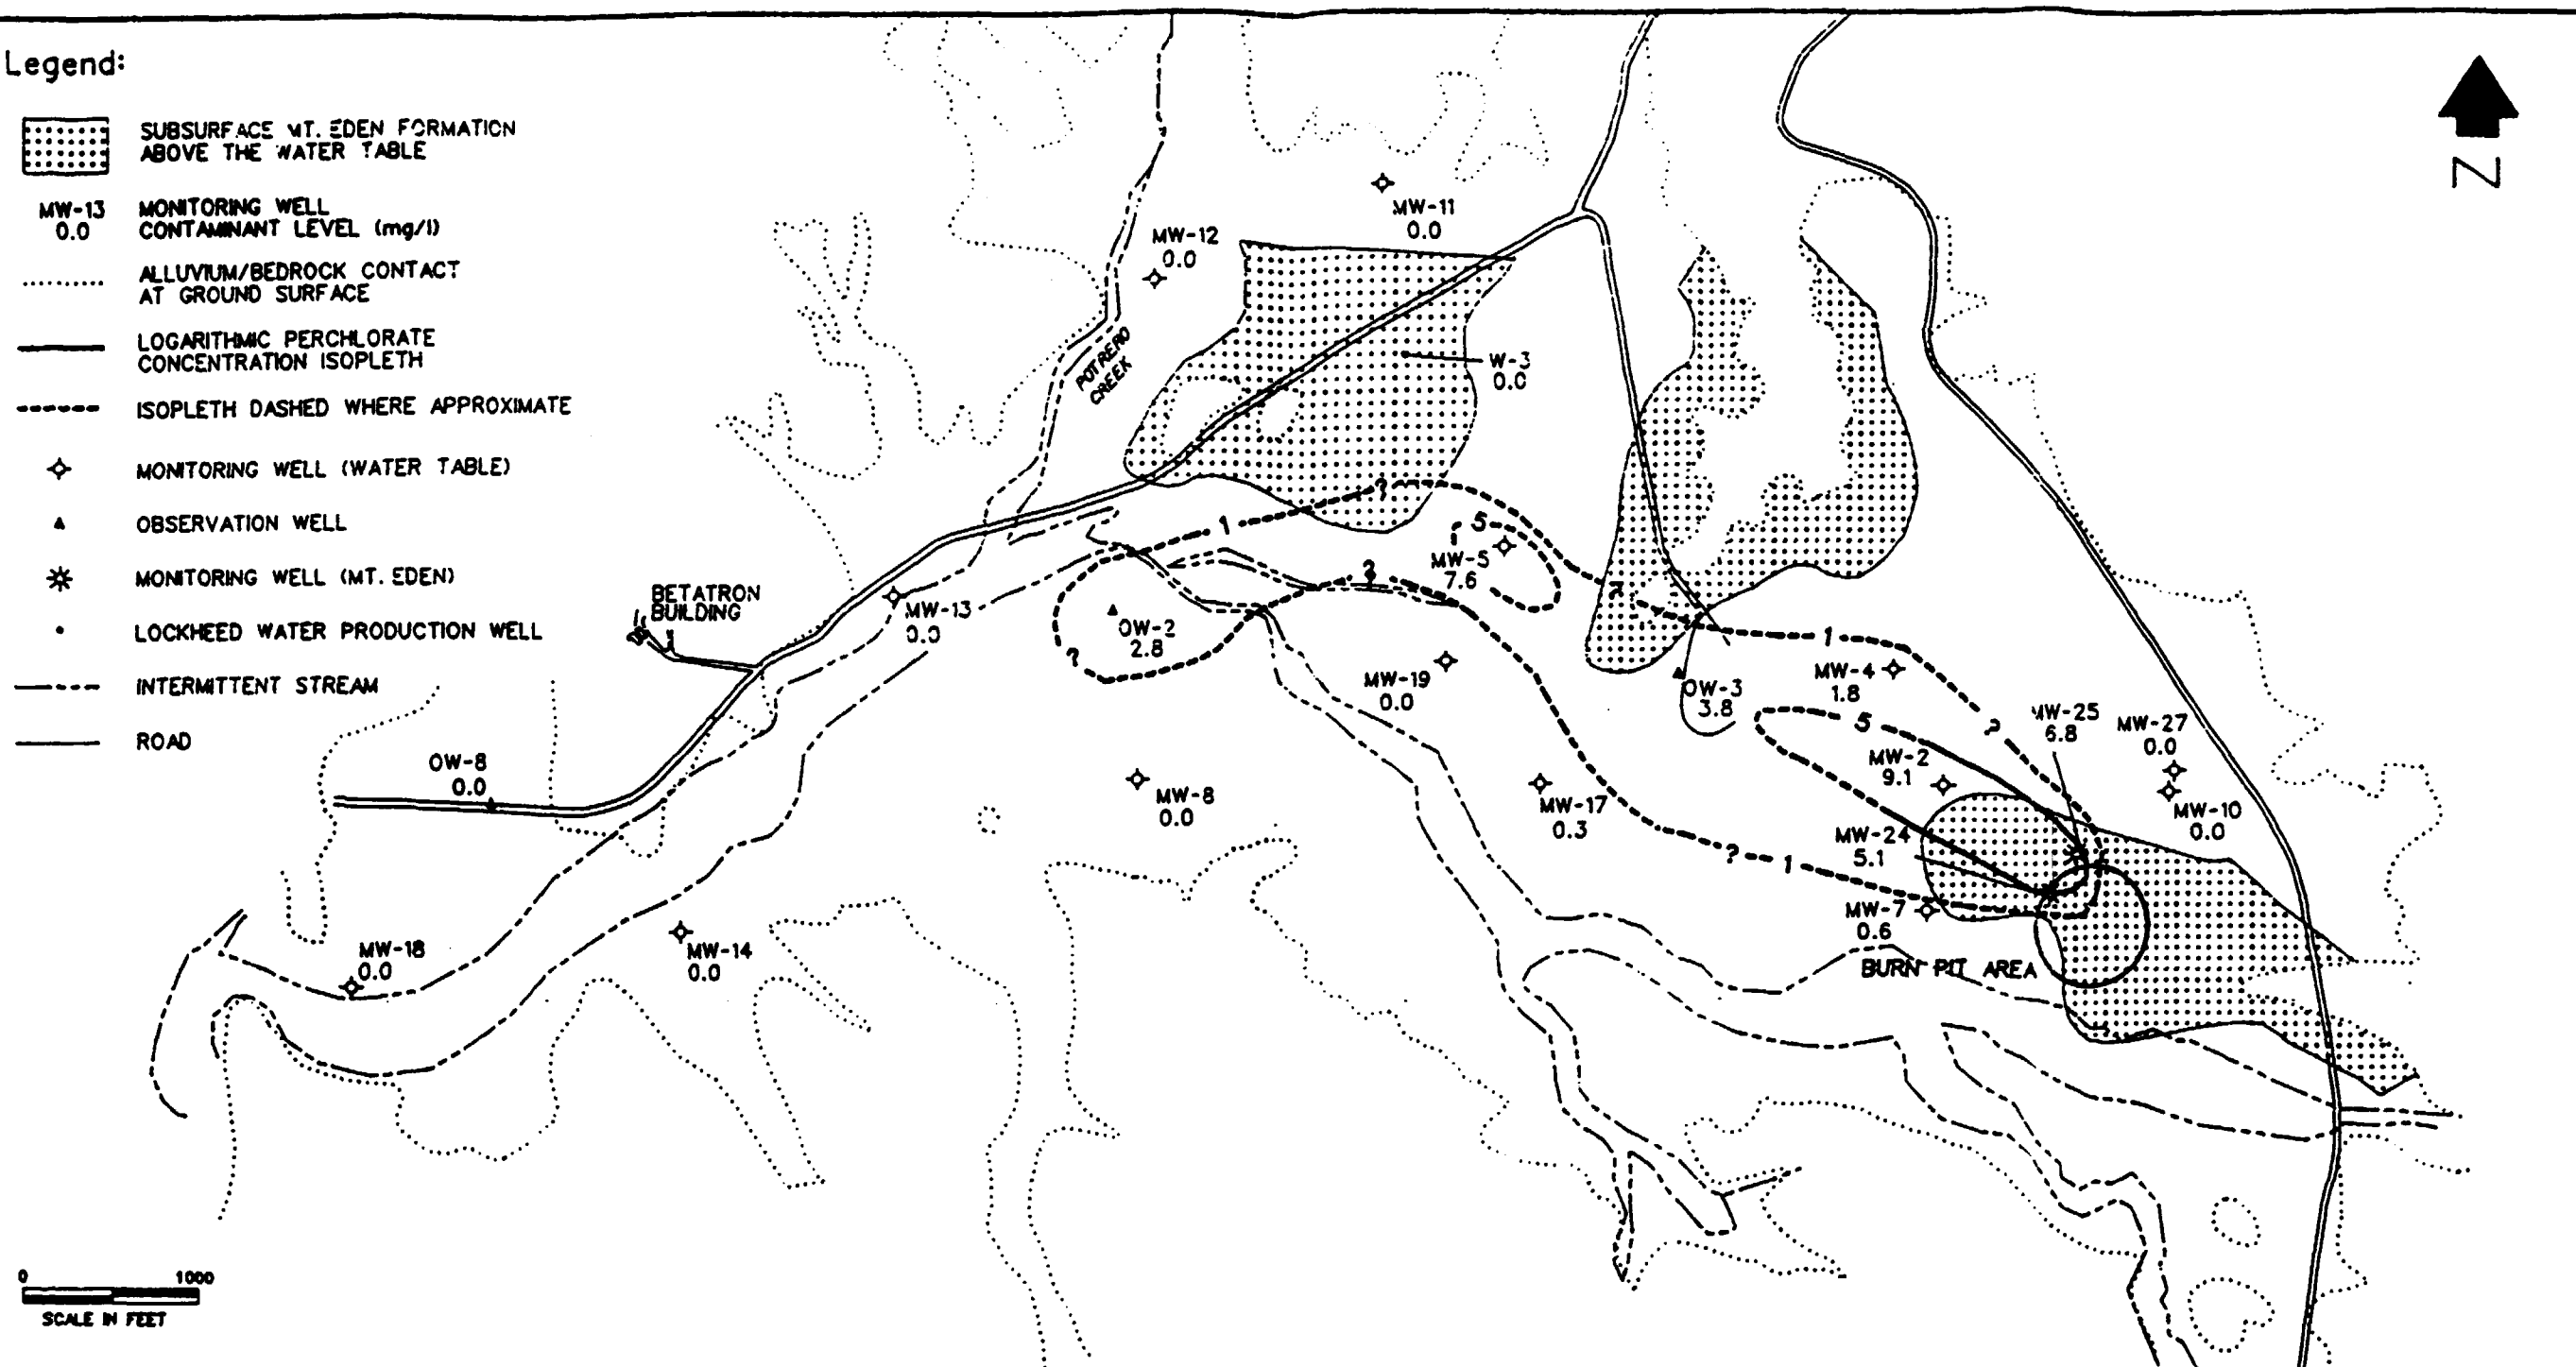 Legend:
SUBSURFACE MT. EDEN FORMATION
ABOVE THE WATER TABLE
MW-13
0.0
MONITORING WELL
CONTAMINANT LEVEL (mg/l)
ALLUVIUM/BEDROCK CONTACT
AT GROUND SURFACE
LOGARITHMIC PERCHLORATE
CONCENTRATION ISOPLETH
ISOPLETH DASHED WHERE APPROXIMATE
MONITORING WELL (WATER TABLE)
OBSERVATION WELL
MONITORING WELL (MT. EDEN)
LOCKHEED WATER PRODUCTION WELL
INTERMITTENT STREAM
ROAD
N
MW-11
0.0
MW-12
0.0
POTRERO
CREEK
W-3
0.0
?
1
5
MW-5
7.6
?
?
BETATRON
BUILDING
MW-13
0.0
OW-2
2.8
?
MW-19
0.0
OW-3
3.8
1
MW-4
1.8
5
?
MW-25
6.8
MW-27
0.0
MW-2
9.1
MW-10
0.0
OW-8
0.0
MW-8
0.0
MW-17
0.3
MW-24
5.1
?
1
MW-7
0.6
BURN PIT AREA
MW-18
0.0
MW-14
0.0
0 1000
SCALE IN FEET